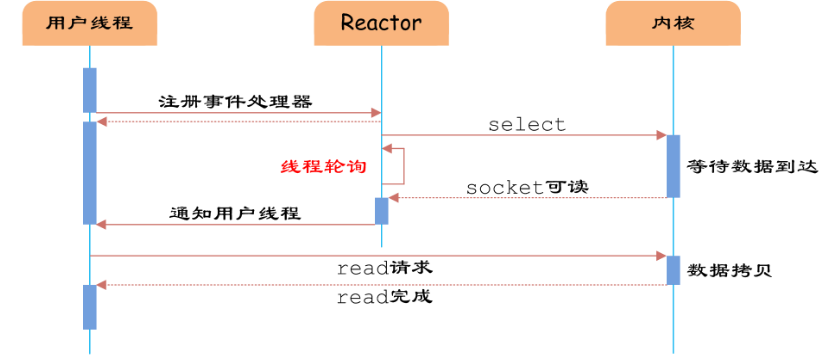 用户线程
Reactor
内核
注册事件处理器
select
线程轮询
等待数据到达
socket可读
通知用户线程
read请求
数据拷贝
read完成